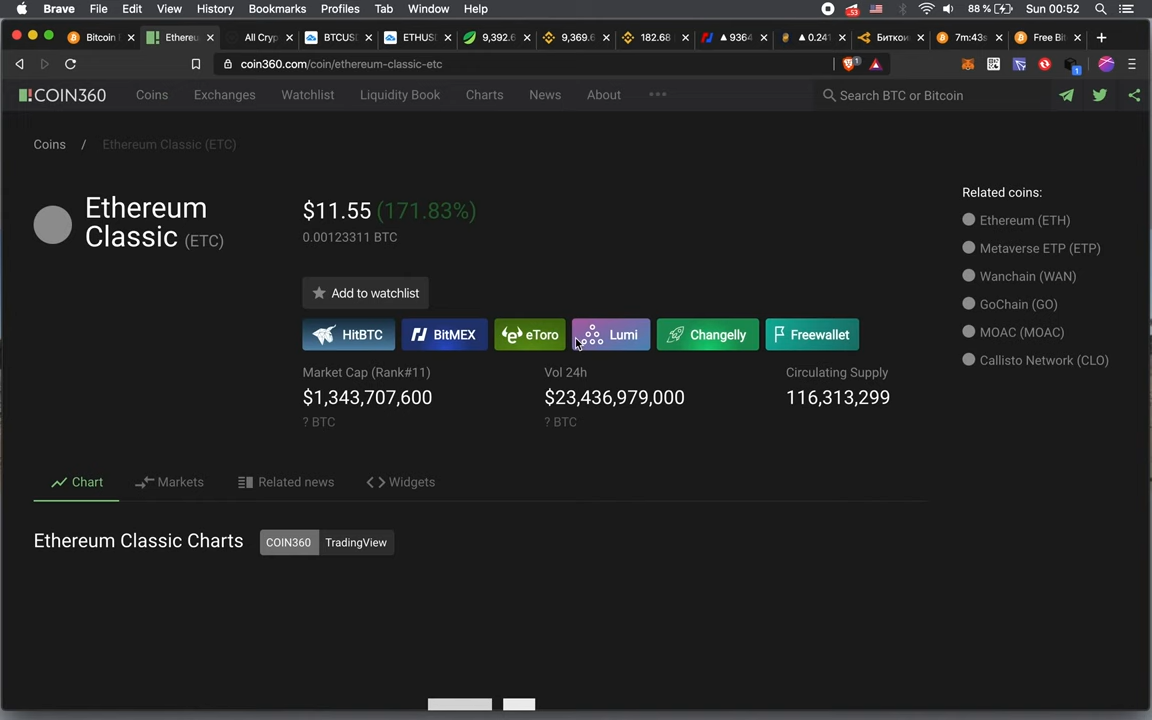 Brave File Edit View History Bookmarks Profiles Tab Window Help .53 88 % Sun 00:52
Bitcoin Ethereu All Cryp BTCUS ETHUS 9,392.6 9,369.6 182.68 ▲ 9364 ▲ 0.241 Биткои 7m:43s Free Bi
coin360.com/coin/ethereum-classic-etc 1 1
COIN360 Coins Exchanges Watchlist Liquidity Book Charts News About ••• Search BTC or Bitcoin
Coins / Ethereum Classic (ETC)
Ethereum
Classic (ETC)
$11.55 (171.83%)
0.00123311 BTC
Add to watchlist
HitBTC BitMEX eToro Lumi Changelly Freewallet
Market Cap (Rank#11) Vol 24h Circulating Supply
$1,343,707,600 $23,436,979,000 116,313,299
? BTC ? BTC
Related coins:
Ethereum (ETH)
Metaverse ETP (ETP)
Wanchain (WAN)
GoChain (GO)
MOAC (MOAC)
Callisto Network (CLO)
Chart Markets Related news Widgets
Ethereum Classic Charts COIN360 TradingView